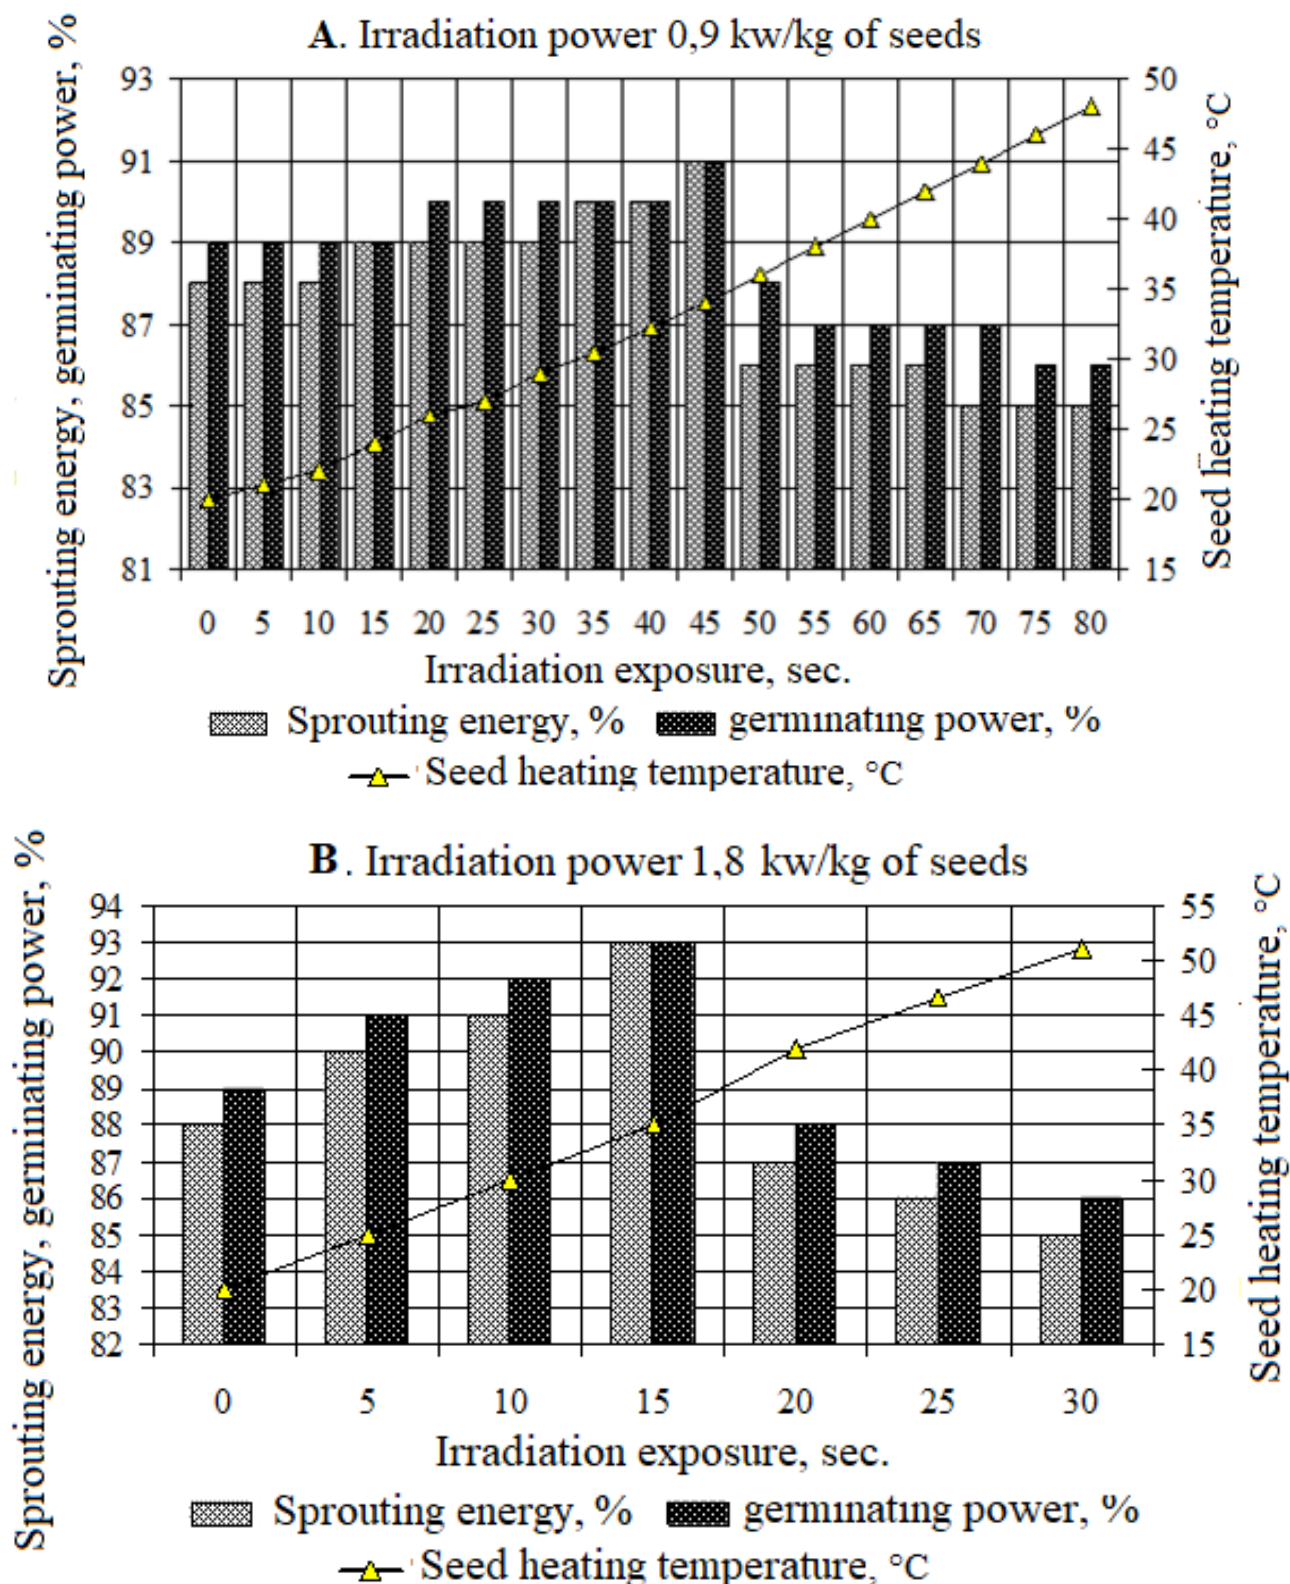 A. Irradiation power 0,9 kw/kg of seeds
Sprouting energy, germinating power, %
93
91
89
87
85
83
81
50
45
40
35
30
25
20
15
Seed heating temperature, °C
0 5 10 15 20 25 30 35 40 45 50 55 60 65 70 75 80
Irradiation exposure, sec.
Sprouting energy, % germinating power, %
Seed heating temperature, °C
B. Irradiation power 1,8 kw/kg of seeds
Sprouting energy, germinating power, %
94
93
92
91
90
89
88
87
86
85
84
83
82
55
50
45
40
35
30
25
20
15
Seed heating temperature, °C
0 5 10 15 20 25 30
Irradiation exposure, sec.
Sprouting energy, % germinating power, %
Seed heating temperature, °C